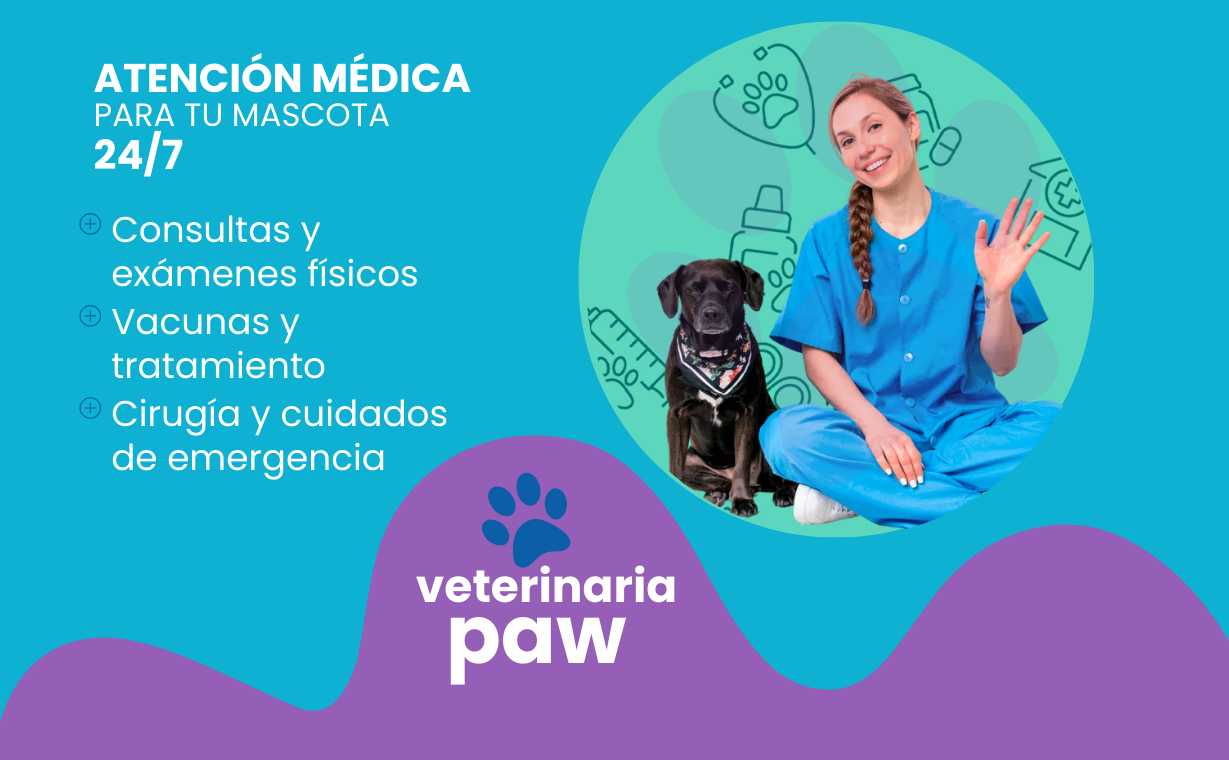 ATENCIÓN MÉDICA
PARA TU MASCOTA
24/7
Consultas y
exámenes físicos
Vacunas y
tratamiento
Cirugía y cuidados
de emergencia
veterinaria
paw